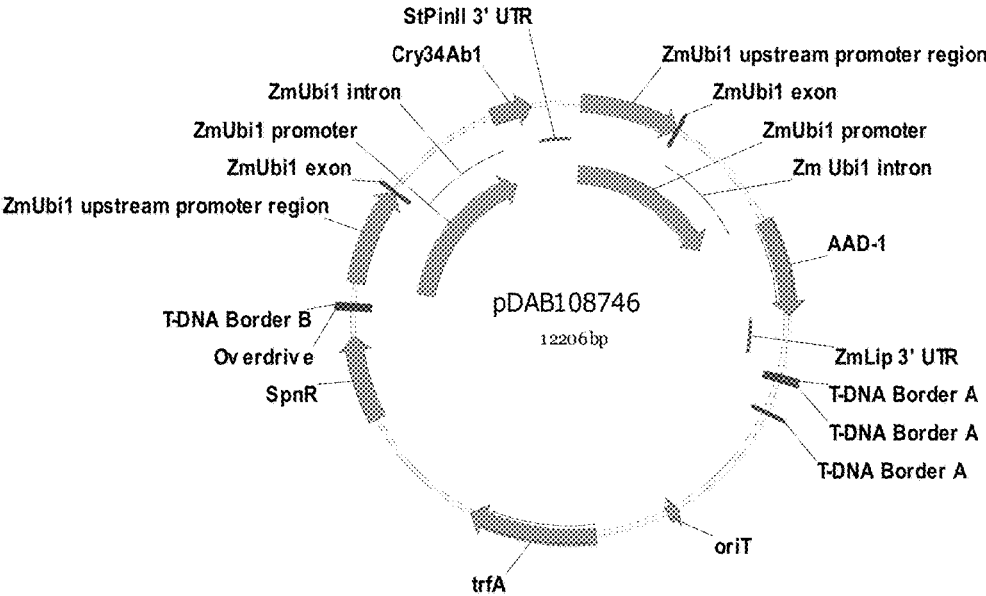 StPinII 3' UTR
Cry34Ab1
ZmUbi1 upstream promoter region
ZmUbi1 intron
ZmUbi1 exon
ZmUbi1 promoter
ZmUbi1 promoter
ZmUbi1 exon
Zm Ubi1 intron
ZmUbi1 upstream promoter region
AAD-1
pDAB108746
12206bp
T-DNA Border B
Overdrive
ZmLip 3' UTR
SpnR
T-DNA Border A
T-DNA Border A
T-DNA Border A
oriT
trfA